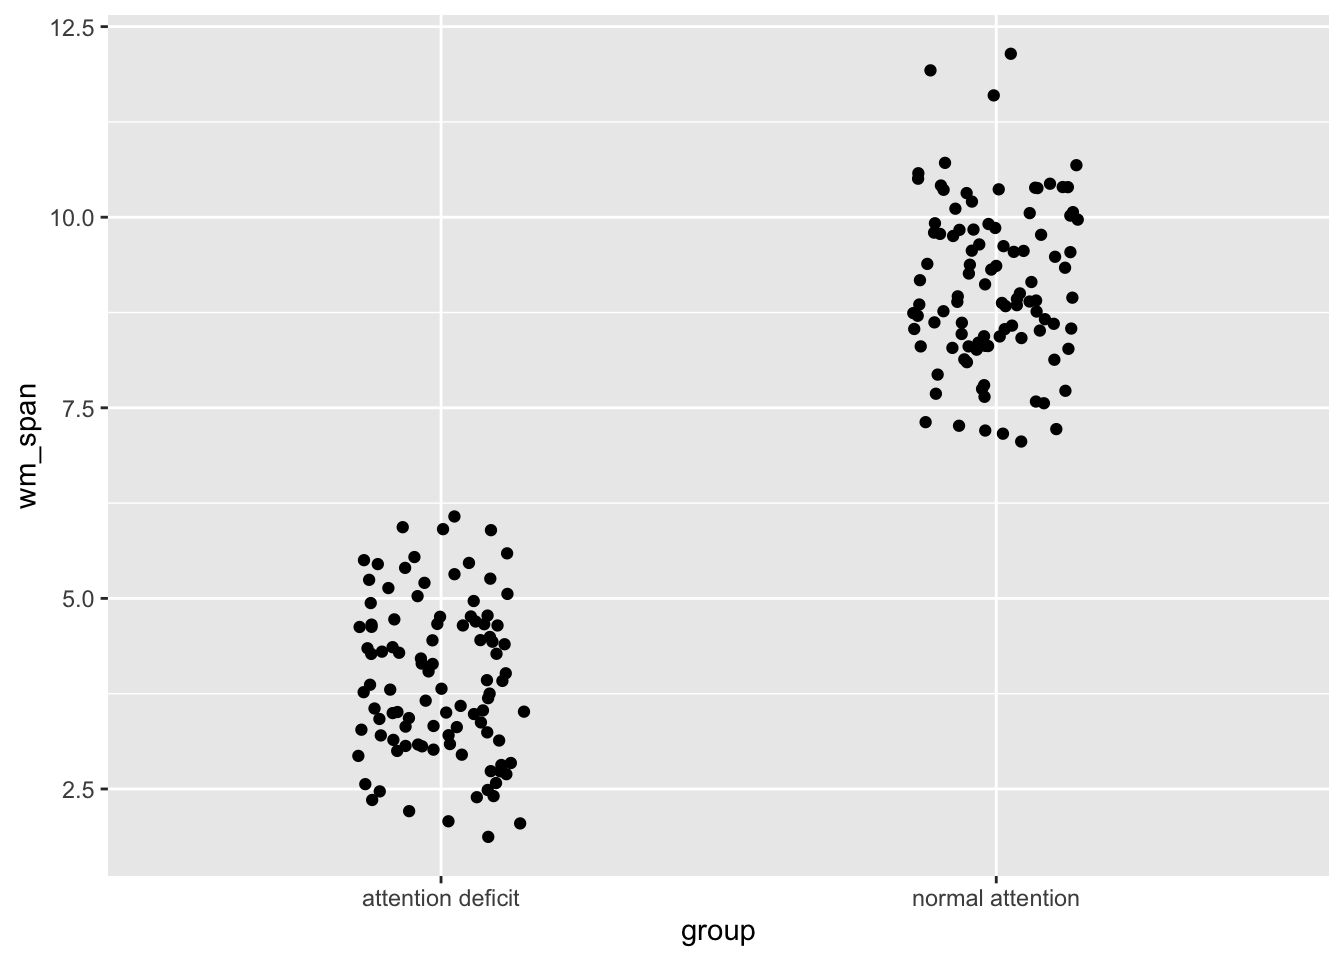 12.5
10.0
7.5
5.0
2.5
wm_span
attention deficit
normal attention
group